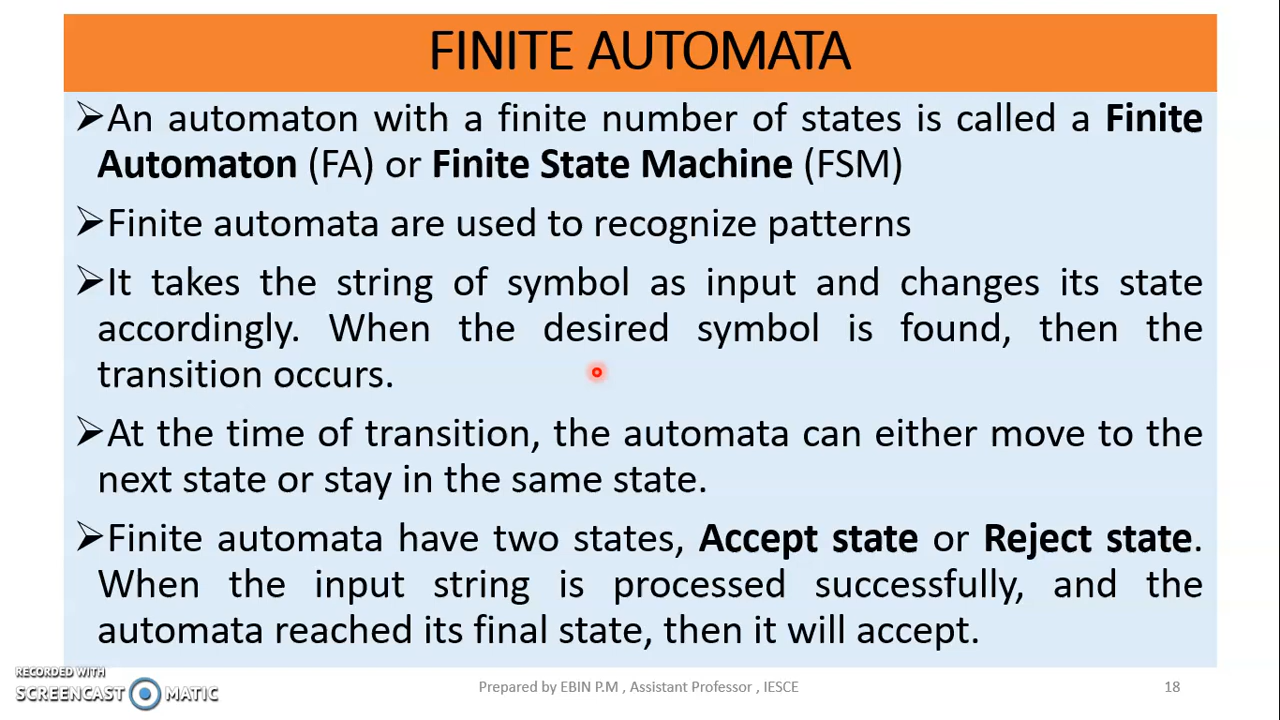 FINITE AUTOMATA
➢An automaton with a finite number of states is called a Finite
Automaton (FA) or Finite State Machine (FSM)
➢Finite automata are used to recognize patterns
➢It takes the string of symbol as input and changes its state
accordingly. When the desired symbol is found, then the
transition occurs.
➢At the time of transition, the automata can either move to the
next state or stay in the same state.
➢Finite automata have two states, Accept state or Reject state.
When the input string is processed successfully, and the
automata reached its final state, then it will accept.
RECORDED WITH
SCREENCAST MATIC
Prepared by EBIN P.M , Assistant Professor , IESCE
18